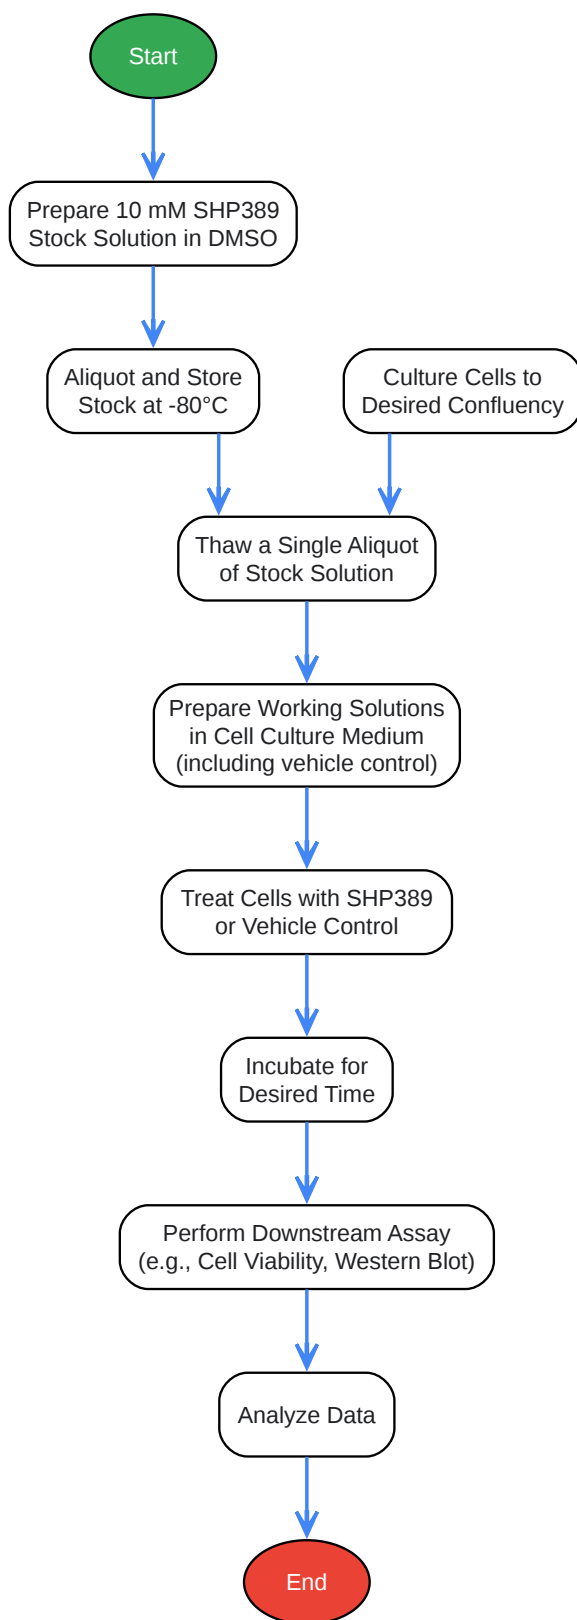 Start
Prepare 10 mM SHP389
Stock Solution in DMSO
Aliquot and Store
Stock at -80°C
Culture Cells to
Desired Confluency
Thaw a Single Aliquot
of Stock Solution
Prepare Working Solutions
in Cell Culture Medium
(including vehicle control)
Treat Cells with SHP389
or Vehicle Control
Incubate for
Desired Time
Perform Downstream Assay
(e.g., Cell Viability, Western Blot)
Analyze Data
End